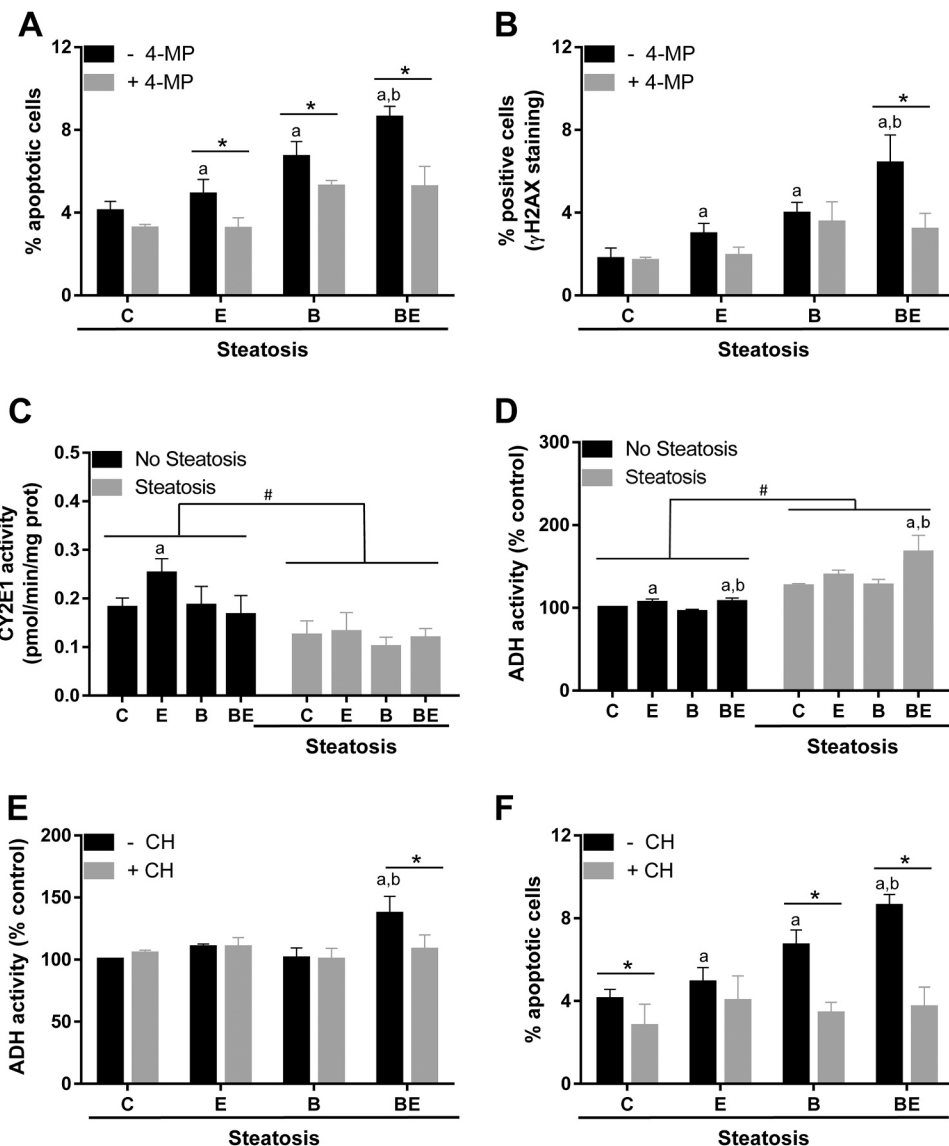 A
- 4-MP
+ 4-MP
% apoptotic cells
12
8
4
0
a
*
a
*
a,b
*
C E B BE
Steatosis
B
- 4-MP
+ 4-MP
% positive cells
(γH2AX staining)
12
8
4
0
a
a
a,b
*
C E B BE
Steatosis
C
No Steatosis
Steatosis
CY2E1 activity
(pmol/min/mg prot)
0.5
0.4
0.3
0.2
0.1
0.0
#
a
C E B BE C E B BE
Steatosis
D
No Steatosis
Steatosis
ADH activity (% control)
300
200
100
50
0
#
a
a,b
a,b
C E B BE C E B BE
Steatosis
E
- CH
+ CH
ADH activity (% control)
200
150
100
50
0
a,b
*
C E B BE
Steatosis
F
- CH
+ CH
% apoptotic cells
12
8
4
0
*
a
a
*
a,b
*
C E B BE
Steatosis